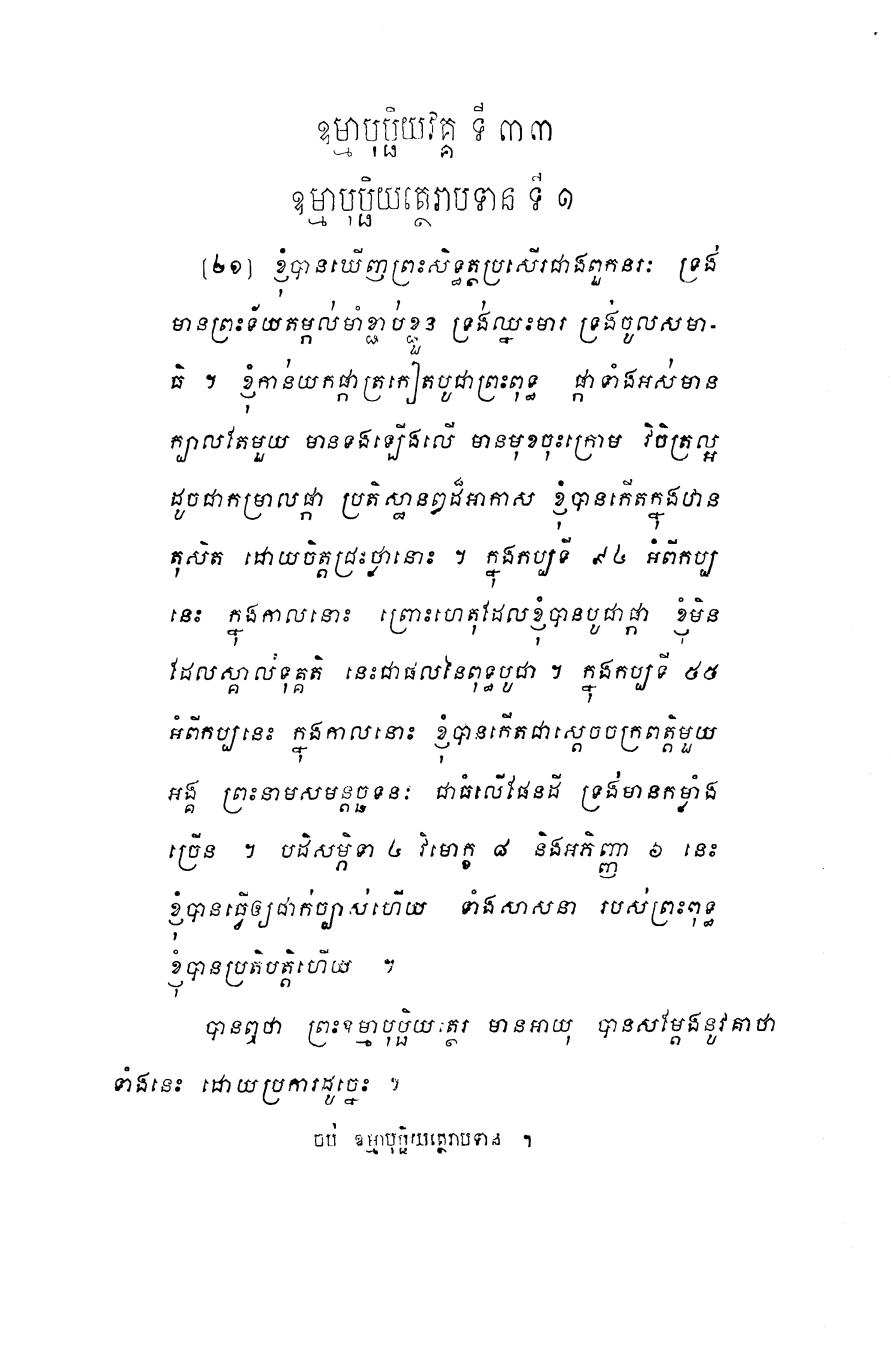 ឧម្មាបុប្ផិយវគ្គ ទី ៣៣
ឧម្មាបុប្ផិយត្ថេរាបទាន ទី ១
[២១] ខ្ញុំបានឃើញព្រះសិទ្ធត្ថប្រសើរជាងពួកនរៈ ទ្រង់
មានព្រះទ័យតម្កល់មាំខ្ជាប់ខ្ជួន ទ្រង់ឈ្នះមារ ទ្រង់ចូលសមា-
ធិ ។ ខ្ញុំកាន់យកផ្កាត្រកៀតបូជាព្រះពុទ្ធ ផ្កាទាំងអស់មាន
ក្បាលតែមួយ មានទងឡើងលើ មានមុខចុះក្រោម វិចិត្រល្អ
ដូចជាកម្រាលផ្កា ប្រតិស្ឋានឰដ៏អាកាស ខ្ញុំបានកើតក្នុងឋាន
តុសិត ដោយចិត្តជ្រះថ្លានោះ ។ ក្នុងកប្បទី ៩៤ អំពីកប្ប
នេះ ក្នុងកាលនោះ ព្រោះហេតុដែលខ្ញុំបានបូជាផ្កា ខ្ញុំមិន
ដែលស្គាល់ទុគ្គតិ នេះជាផលនៃពុទ្ធបូជា ។ ក្នុងកប្បទី ៥៥
អំពីកប្បនេះ ក្នុងកាលនោះ ខ្ញុំបានកើតជាស្តេចចក្រពត្តិមួយ
អង្គ ព្រះនាមសមន្តច្ឆទនៈ ជាធំលើផែនដី ទ្រង់មានកម្លាំង
ច្រើន ។ បដិសម្ភិទា ៤ វិមោក្ខ ៨ និងអភិញ្ញា ៦ នេះ
ខ្ញុំបានធ្វើឲ្យជាក់ច្បាស់ហើយ ទាំងសាសនា របស់ព្រះពុទ្ធ
ខ្ញុំបានប្រតិបត្តិហើយ ។
បានឮថា ព្រះឧម្មាបុប្ផិយត្ថេរ មានអាយុ បានសម្តែងនូវគាថា
ទាំងនេះ ដោយប្រការដូច្នេះ ។
ចប់ ឧម្មាបុប្ផិយត្ថេរាបទាន ។